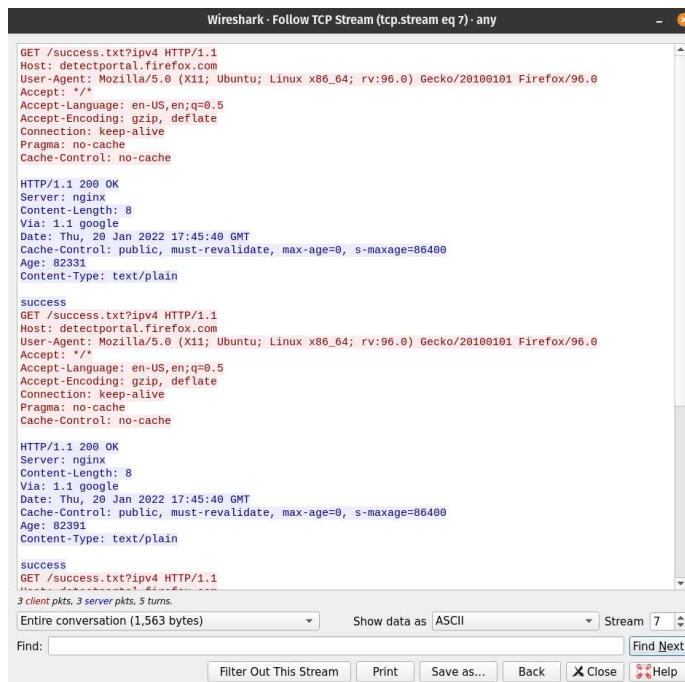 Wireshark · Follow TCP Stream (tcp.stream eq 7) · any
GET /success.txt?ipv4 HTTP/1.1
Host: detectportal.firefox.com
User-Agent: Mozilla/5.0 (X11; Ubuntu; Linux x86_64; rv:96.0) Gecko/20100101 Firefox/96.0
Accept: */*
Accept-Language: en-US,en;q=0.5
Accept-Encoding: gzip, deflate
Connection: keep-alive
Pragma: no-cache
Cache-Control: no-cache
HTTP/1.1 200 OK
Server: nginx
Content-Length: 8
Via: 1.1 google
Date: Thu, 20 Jan 2022 17:45:40 GMT
Cache-Control: public, must-revalidate, max-age=0, s-maxage=86400
Age: 82331
Content-Type: text/plain
success
GET /success.txt?ipv4 HTTP/1.1
Host: detectportal.firefox.com
User-Agent: Mozilla/5.0 (X11; Ubuntu; Linux x86_64; rv:96.0) Gecko/20100101 Firefox/96.0
Accept: */*
Accept-Language: en-US,en;q=0.5
Accept-Encoding: gzip, deflate
Connection: keep-alive
Pragma: no-cache
Cache-Control: no-cache
HTTP/1.1 200 OK
Server: nginx
Content-Length: 8
Via: 1.1 google
Date: Thu, 20 Jan 2022 17:45:40 GMT
Cache-Control: public, must-revalidate, max-age=0, s-maxage=86400
Age: 82391
Content-Type: text/plain
success
GET /success.txt?ipv4 HTTP/1.1
3 client pkts, 3 server pkts, 5 turns.
Entire conversation (1,563 bytes) Show data as ASCII Stream 7
Find: Find Next
Filter Out This Stream Print Save as… Back Close Help